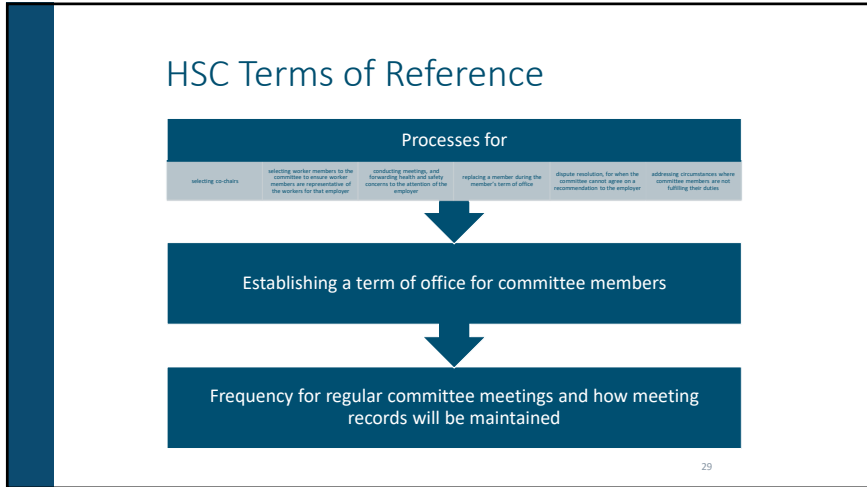 HSC Terms of Reference
Processes for
selecting co-chairs
selecting worker members to the
committee to ensure worker
members are representative of
the workers for that employer
conducting meetings, and
forwarding health and safety
concerns to the attention of the
employer
replacing a member during the
member's term of office
dispute resolution, for when the
committee cannot agree on a
recommendation to the employer
addressing circumstances where
committee members are not
fulfilling their duties
Establishing a term of office for committee members
Frequency for regular committee meetings and how meeting
records will be maintained
29